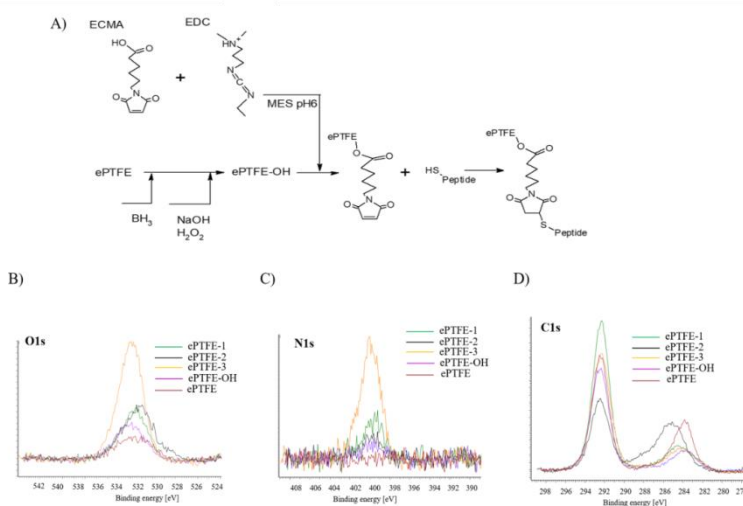 A)
ECMA
EDC
HO
O
HN+
N
O
O
N
C
N
+
MES pH6
ePTFE
ePTFE-OH
BH3
NaOH
H2O2
ePTFE
O
O
N
O
O
+
HS
Peptide
ePTFE
O
O
N
O
O
S
Peptide
B)
O1s
ePTFE-1
ePTFE-2
ePTFE-3
ePTFE-OH
ePTFE
542 540 538 536 534 532 530 528 526 524
Binding energy [eV]
C)
N1s
ePTFE-1
ePTFE-2
ePTFE-3
ePTFE-OH
ePTFE
408 406 404 402 400 398 396 394 392 390
Binding energy [eV]
D)
C1s
ePTFE-1
ePTFE-2
ePTFE-3
ePTFE-OH
ePTFE
298 296 294 292 290 288 286 284 282 280 278
Binding energy [eV]